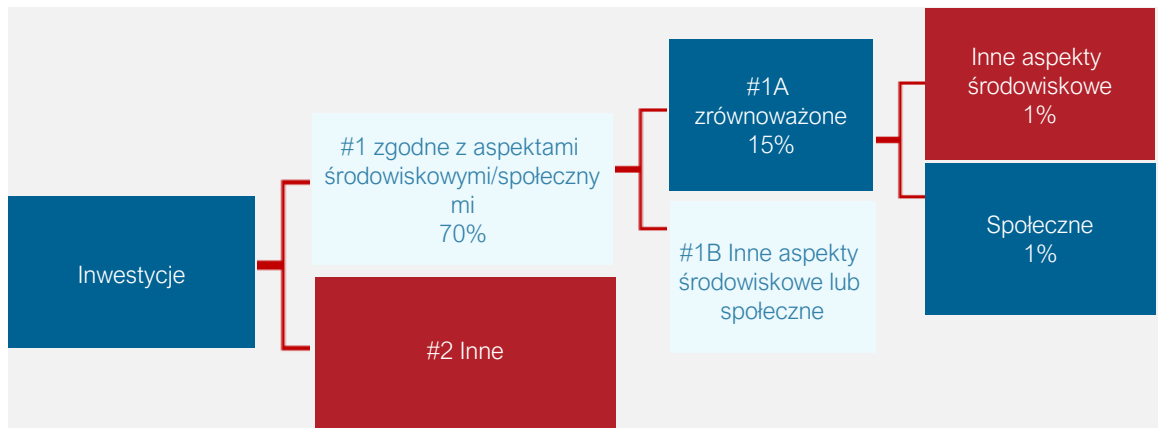 Inwestycje
#1 zgodne z aspektami
środowiskowymi/społeczny
mi
70%
#2 Inne
#1A
zrównoważone
15%
#1B Inne aspekty
środowiskowe lub
społeczne
Inne aspekty
środowiskowe
1%
Społeczne
1%